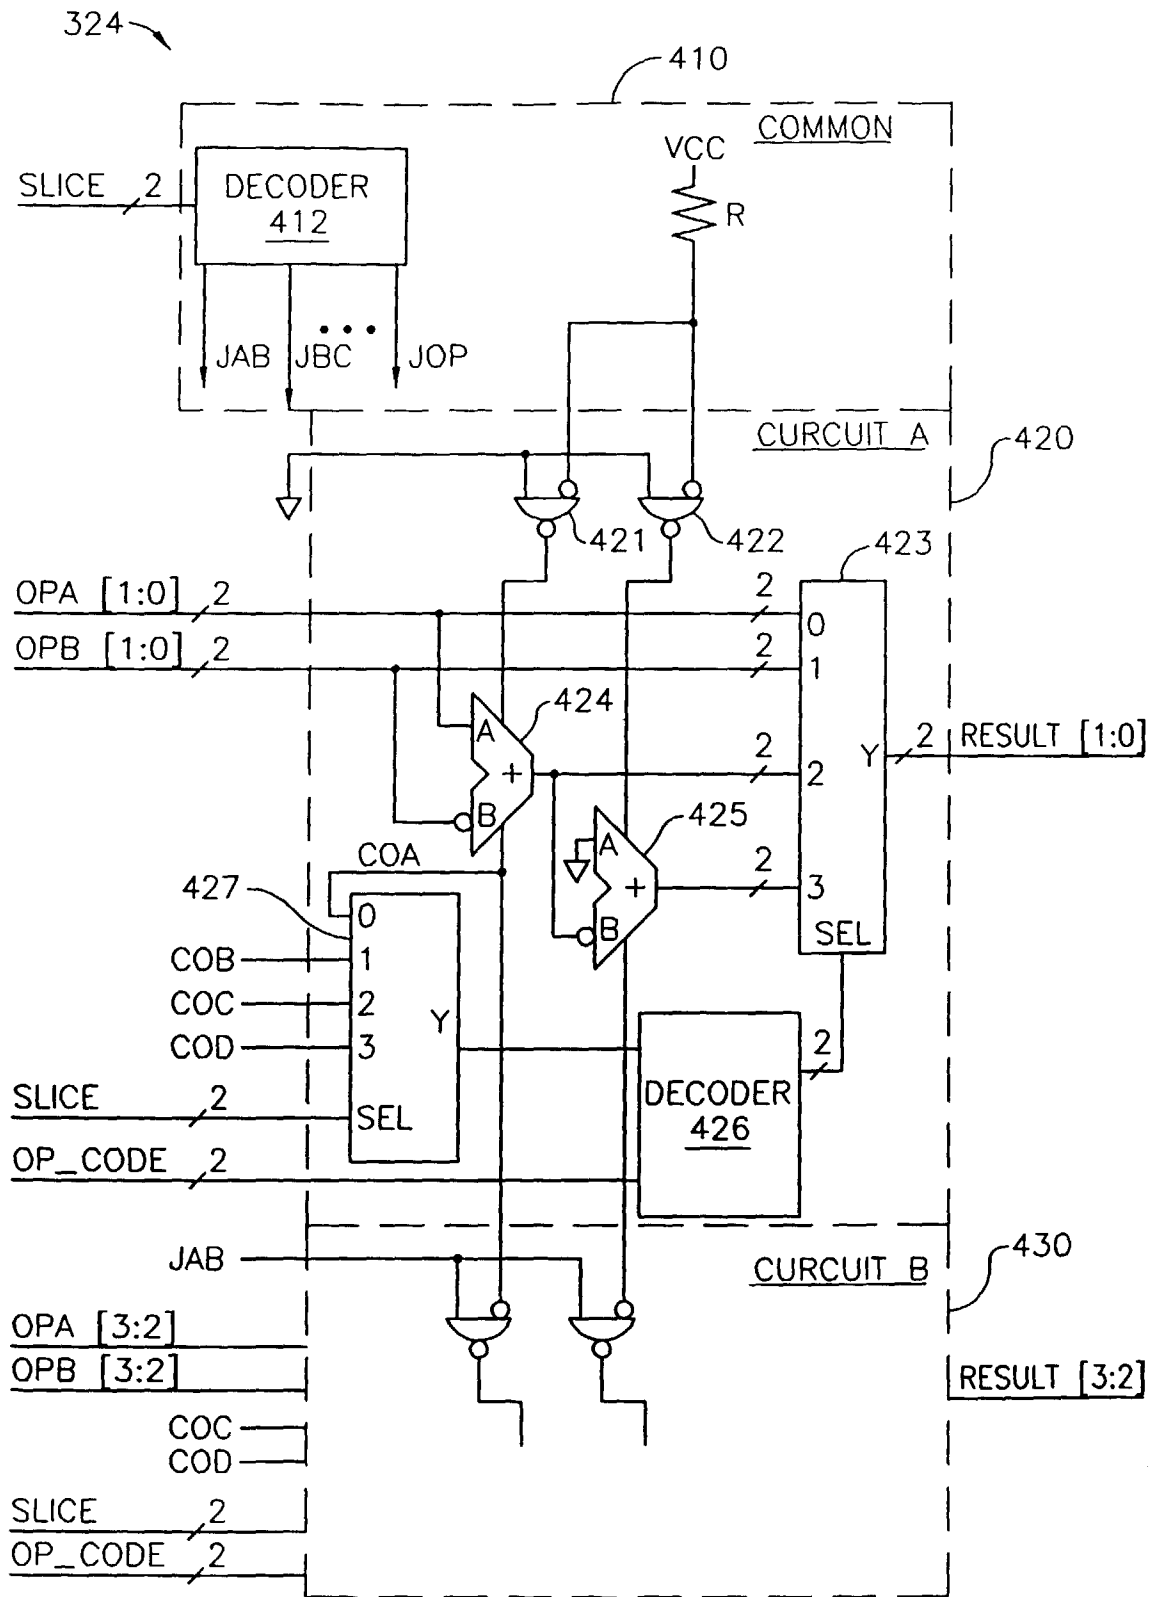 324
410
COMMON
VCC
R
SLICE 2
DECODER
412
JAB JBC JOP
CURCUIT A
420
421
422
423
OPA [1:0] 2
2
0
OPB [1:0] 2
2
1
424
A
+
B
2
2
Y
2
RESULT [1:0]
425
A
+
B
2
3
SEL
COA
427
0
COB
1
COC
2
COD
3
Y
SLICE 2
SEL
OP_CODE 2
DECODER
426
2
JAB
CURCUIT B
430
OPA [3:2]
OPB [3:2]
RESULT [3:2]
COC
COD
SLICE 2
OP_CODE 2